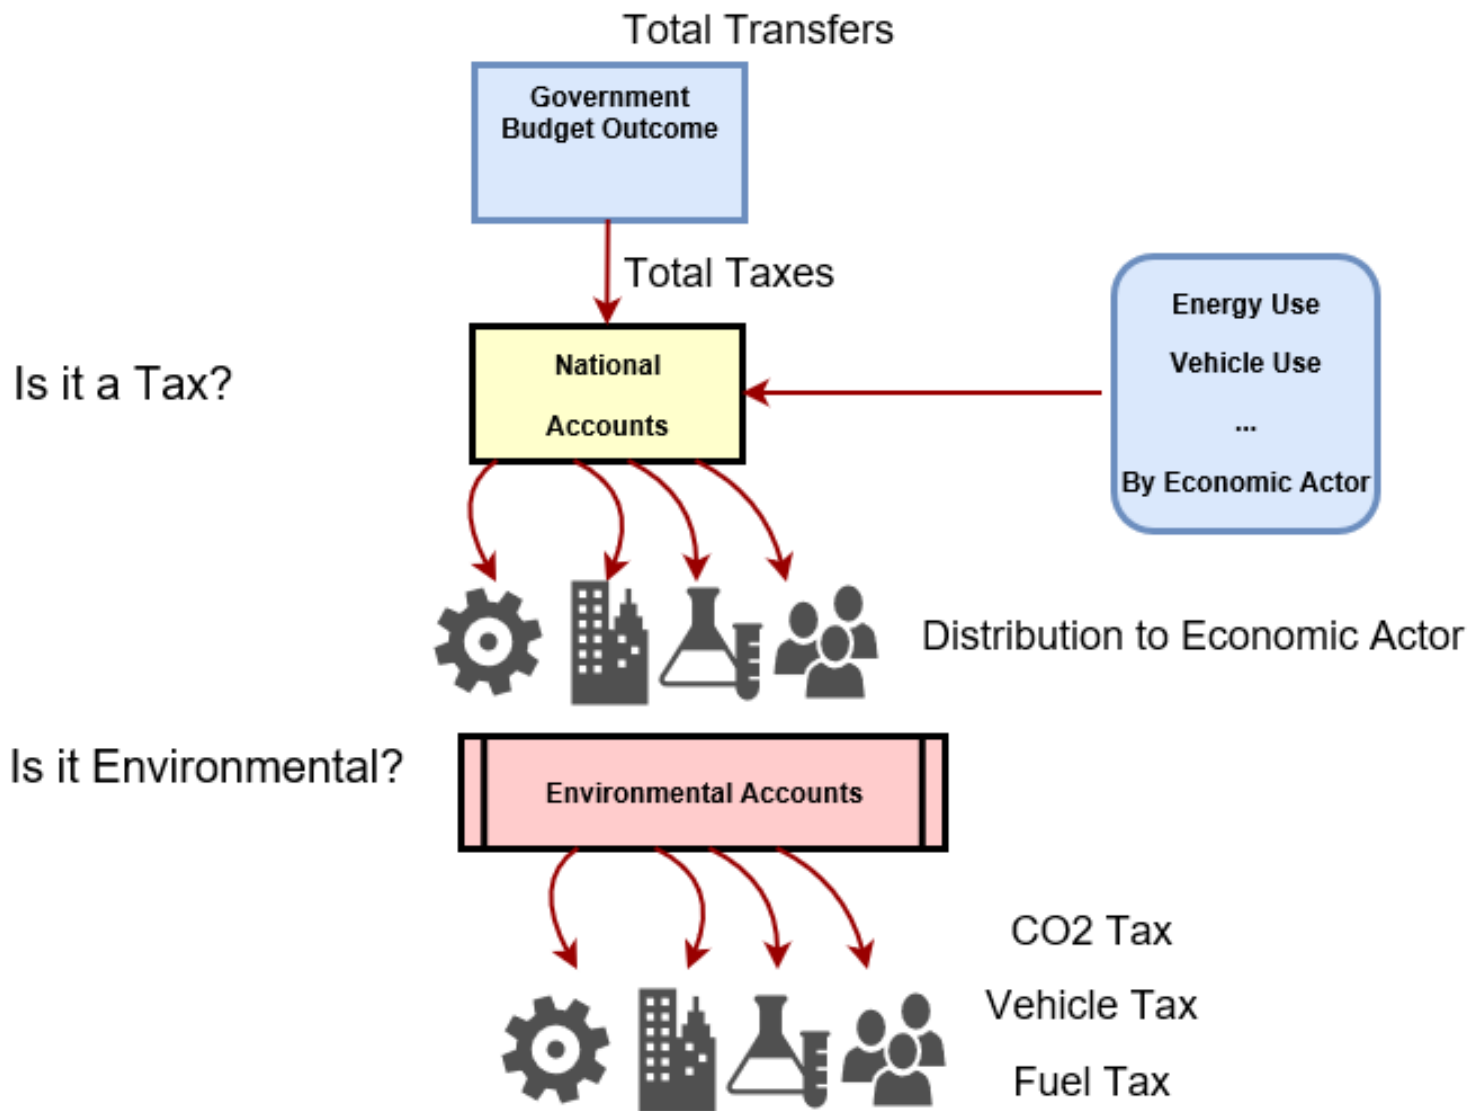 Total Transfers
Government
Budget Outcome
Total Taxes
Is it a Tax?
National
Accounts
Energy Use
Vehicle Use
...
By Economic Actor
Distribution to Economic Actor
Is it Environmental?
Environmental Accounts
CO2 Tax
Vehicle Tax
Fuel Tax